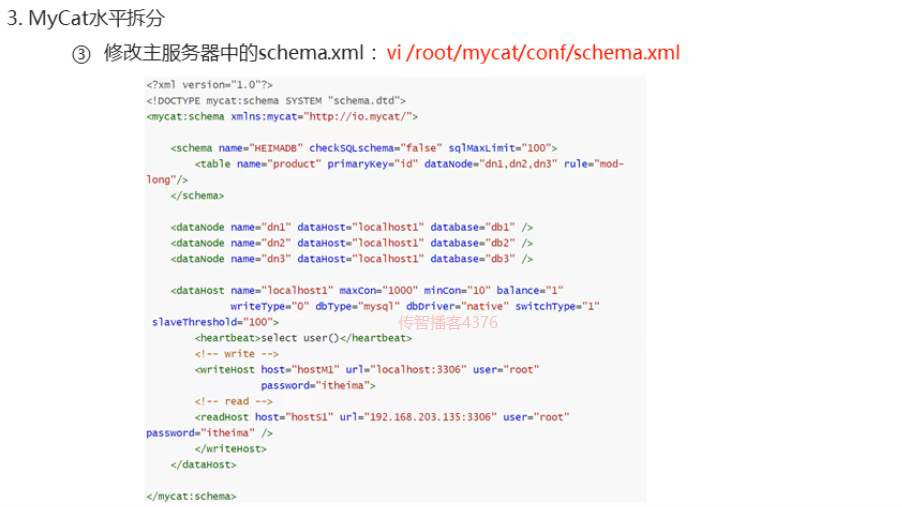 3. MyCat水平拆分
③ 修改主服务器中的schema.xml：vi /root/mycat/conf/schema.xml
<?xml version="1.0"?>
<!DOCTYPE mycat:schema SYSTEM "schema.dtd">
<mycat:schema xmlns:mycat="http://io.mycat/">
<schema name="HEIMADB" checkSQLschema="false" sqlMaxLimit="100">
<table name="product" primaryKey="id" dataNode="dn1,dn2,dn3" rule="mod-
long"/>
</schema>
<dataNode name="dn1" dataHost="localhost1" database="db1" />
<dataNode name="dn2" dataHost="localhost1" database="db2" />
<dataNode name="dn3" dataHost="localhost1" database="db3" />
<dataHost name="localhost1" maxCon="1000" minCon="10" balance="1"
writeType="0" dbType="mysql" dbDriver="native" switchType="1"
slaveThreshold="100">
传智播客4376
<heartbeat>select user()</heartbeat>
<!-- write -->
<writeHost host="hostM1" url="localhost:3306" user="root"
password="itheima">
<!-- read -->
<readHost host="hostS1" url="192.168.203.135:3306" user="root"
password="itheima" />
</writeHost>
</dataHost>
</mycat:schema>